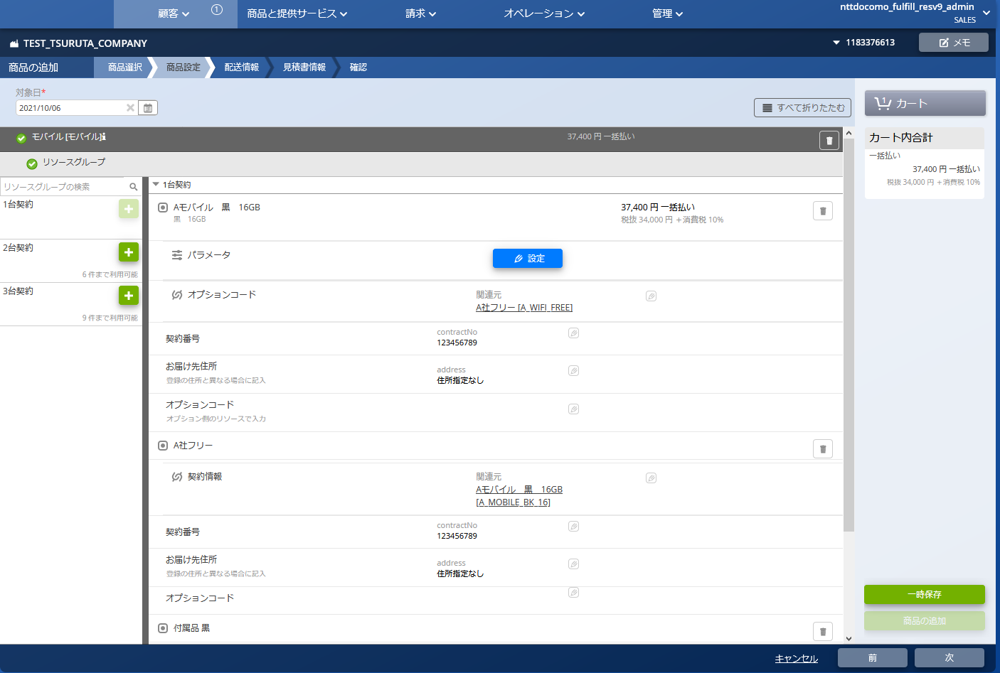 顧客
1
商品と提供サービス
請求
オペレーション
管理
nttdocomo_fulfill_resv9_admin
SALES
TEST_TSURUTA_COMPANY
1183376613
メモ
商品の追加
商品選択
商品設定
配送情報
見積書情報
確認
対象日*
2021/10/06
31
すべて折りたたむ
1
カート
モバイル [モバイル]
37,400 円 一括払い
カート内合計
一括払い
37,400 円 一括払い
税抜 34,000 円 ＋消費税 10%
リソースグループ
リソースグループの検索
1台契約
2台契約
6 件まで利用可能
3台契約
9 件まで利用可能
1台契約
Aモバイル　黒　16GB
黒　16GB
37,400 円 一括払い
税抜 34,000 円 ＋消費税 10%
パラメータ
設定
オプションコード
関連元
A社フリー [A_WIFI_FREE]
契約番号
contractNo
123456789
お届け先住所
登録の住所と異なる場合に記入
address
住所指定なし
オプションコード
オプション側のリソースで入力
A社フリー
契約情報
関連元
Aモバイル　黒　16GB
[A_MOBILE_BK_16]
契約番号
contractNo
123456789
お届け先住所
登録の住所と異なる場合に記入
address
住所指定なし
オプションコード
付属品 黒
一時保存
商品の追加
キャンセル
前
次